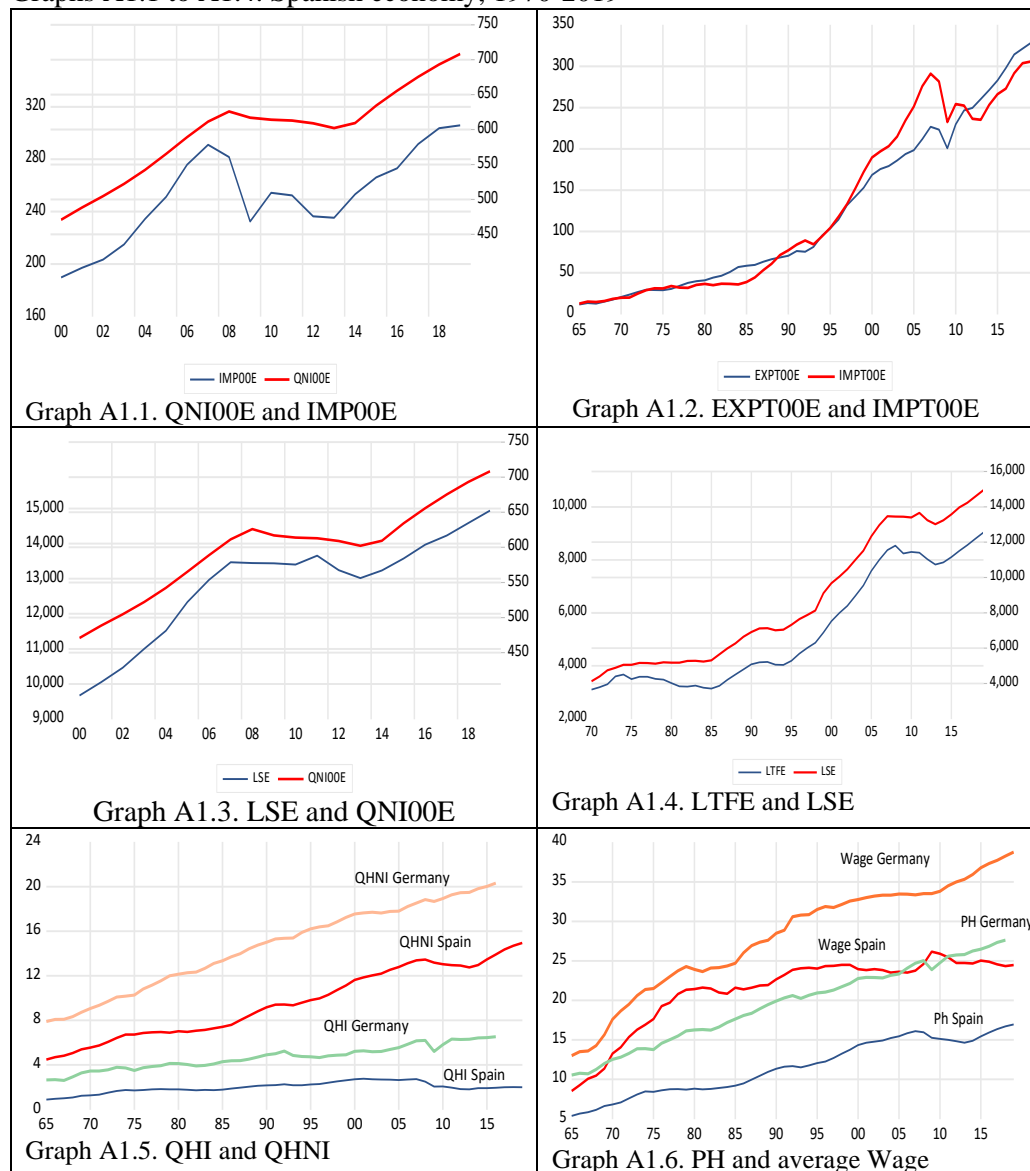 Graphs A1.1 to A1.4. Spanish economy, 1970-2019
750
700
650
600
550
500
450
320
280
240
200
160
00 02 04 06 08 10 12 14 16 18
IMP00E QNI00E
Graph A1.1. QNI00E and IMP00E
350
300
250
200
150
100
50
0
65 70 75 80 85 90 95 00 05 10 15
EXPT00E IMPT00E
Graph A1.2. EXPT00E and IMPT00E
750
700
650
600
550
500
450
15,000
14,000
13,000
12,000
11,000
10,000
9,000
00 02 04 06 08 10 12 14 16 18
LSE QNI00E
Graph A1.3. LSE and QNI00E
16,000
14,000
12,000
10,000
8,000
6,000
4,000
10,000
8,000
6,000
4,000
2,000
70 75 80 85 90 95 00 05 10 15
LTFE LSE
Graph A1.4. LTFE and LSE
24
20
16
12
8
4
0
QHNI Germany
QHNI Spain
QHI Germany
QHI Spain
65 70 75 80 85 90 95 00 05 10 15
Graph A1.5. QHI and QHNI
40
35
30
25
20
15
10
5
Wage Germany
PH Germany
Wage Spain
Ph Spain
65 70 75 80 85 90 95 00 05 10 15
Graph A1.6. PH and average Wage